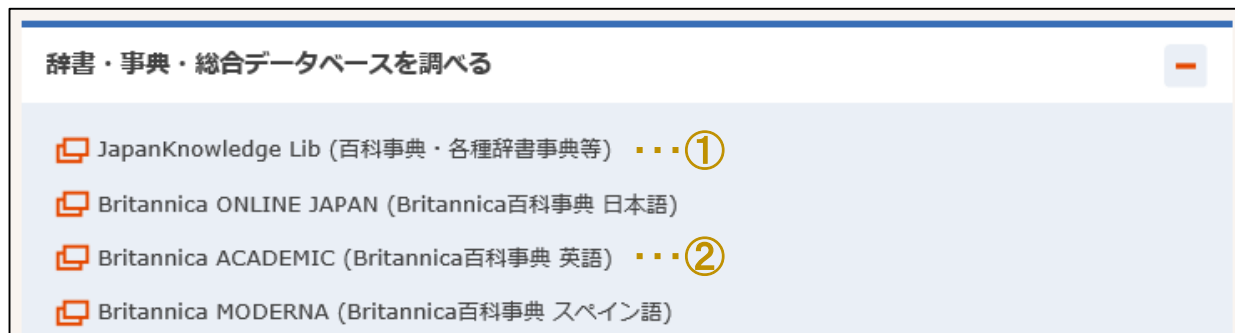 辞書・事典・総合データベースを調べる
JapanKnowledge Lib (百科事典・各種辞書事典等) ・・・①
Britannica ONLINE JAPAN (Britannica百科事典 日本語)
Britannica ACADEMIC (Britannica百科事典 英語) ・・・②
Britannica MODERNA (Britannica百科事典 スペイン語)